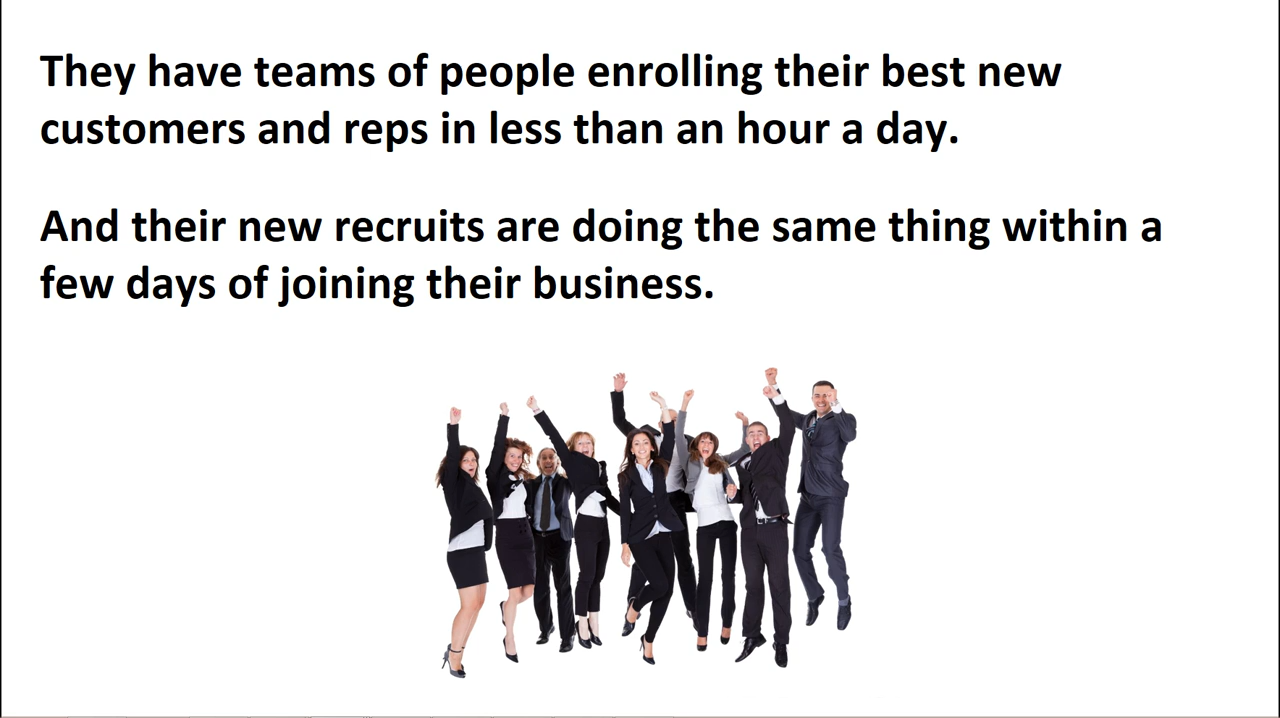 They have teams of people enrolling their best new
customers and reps in less than an hour a day.
And their new recruits are doing the same thing within a
few days of joining their business.